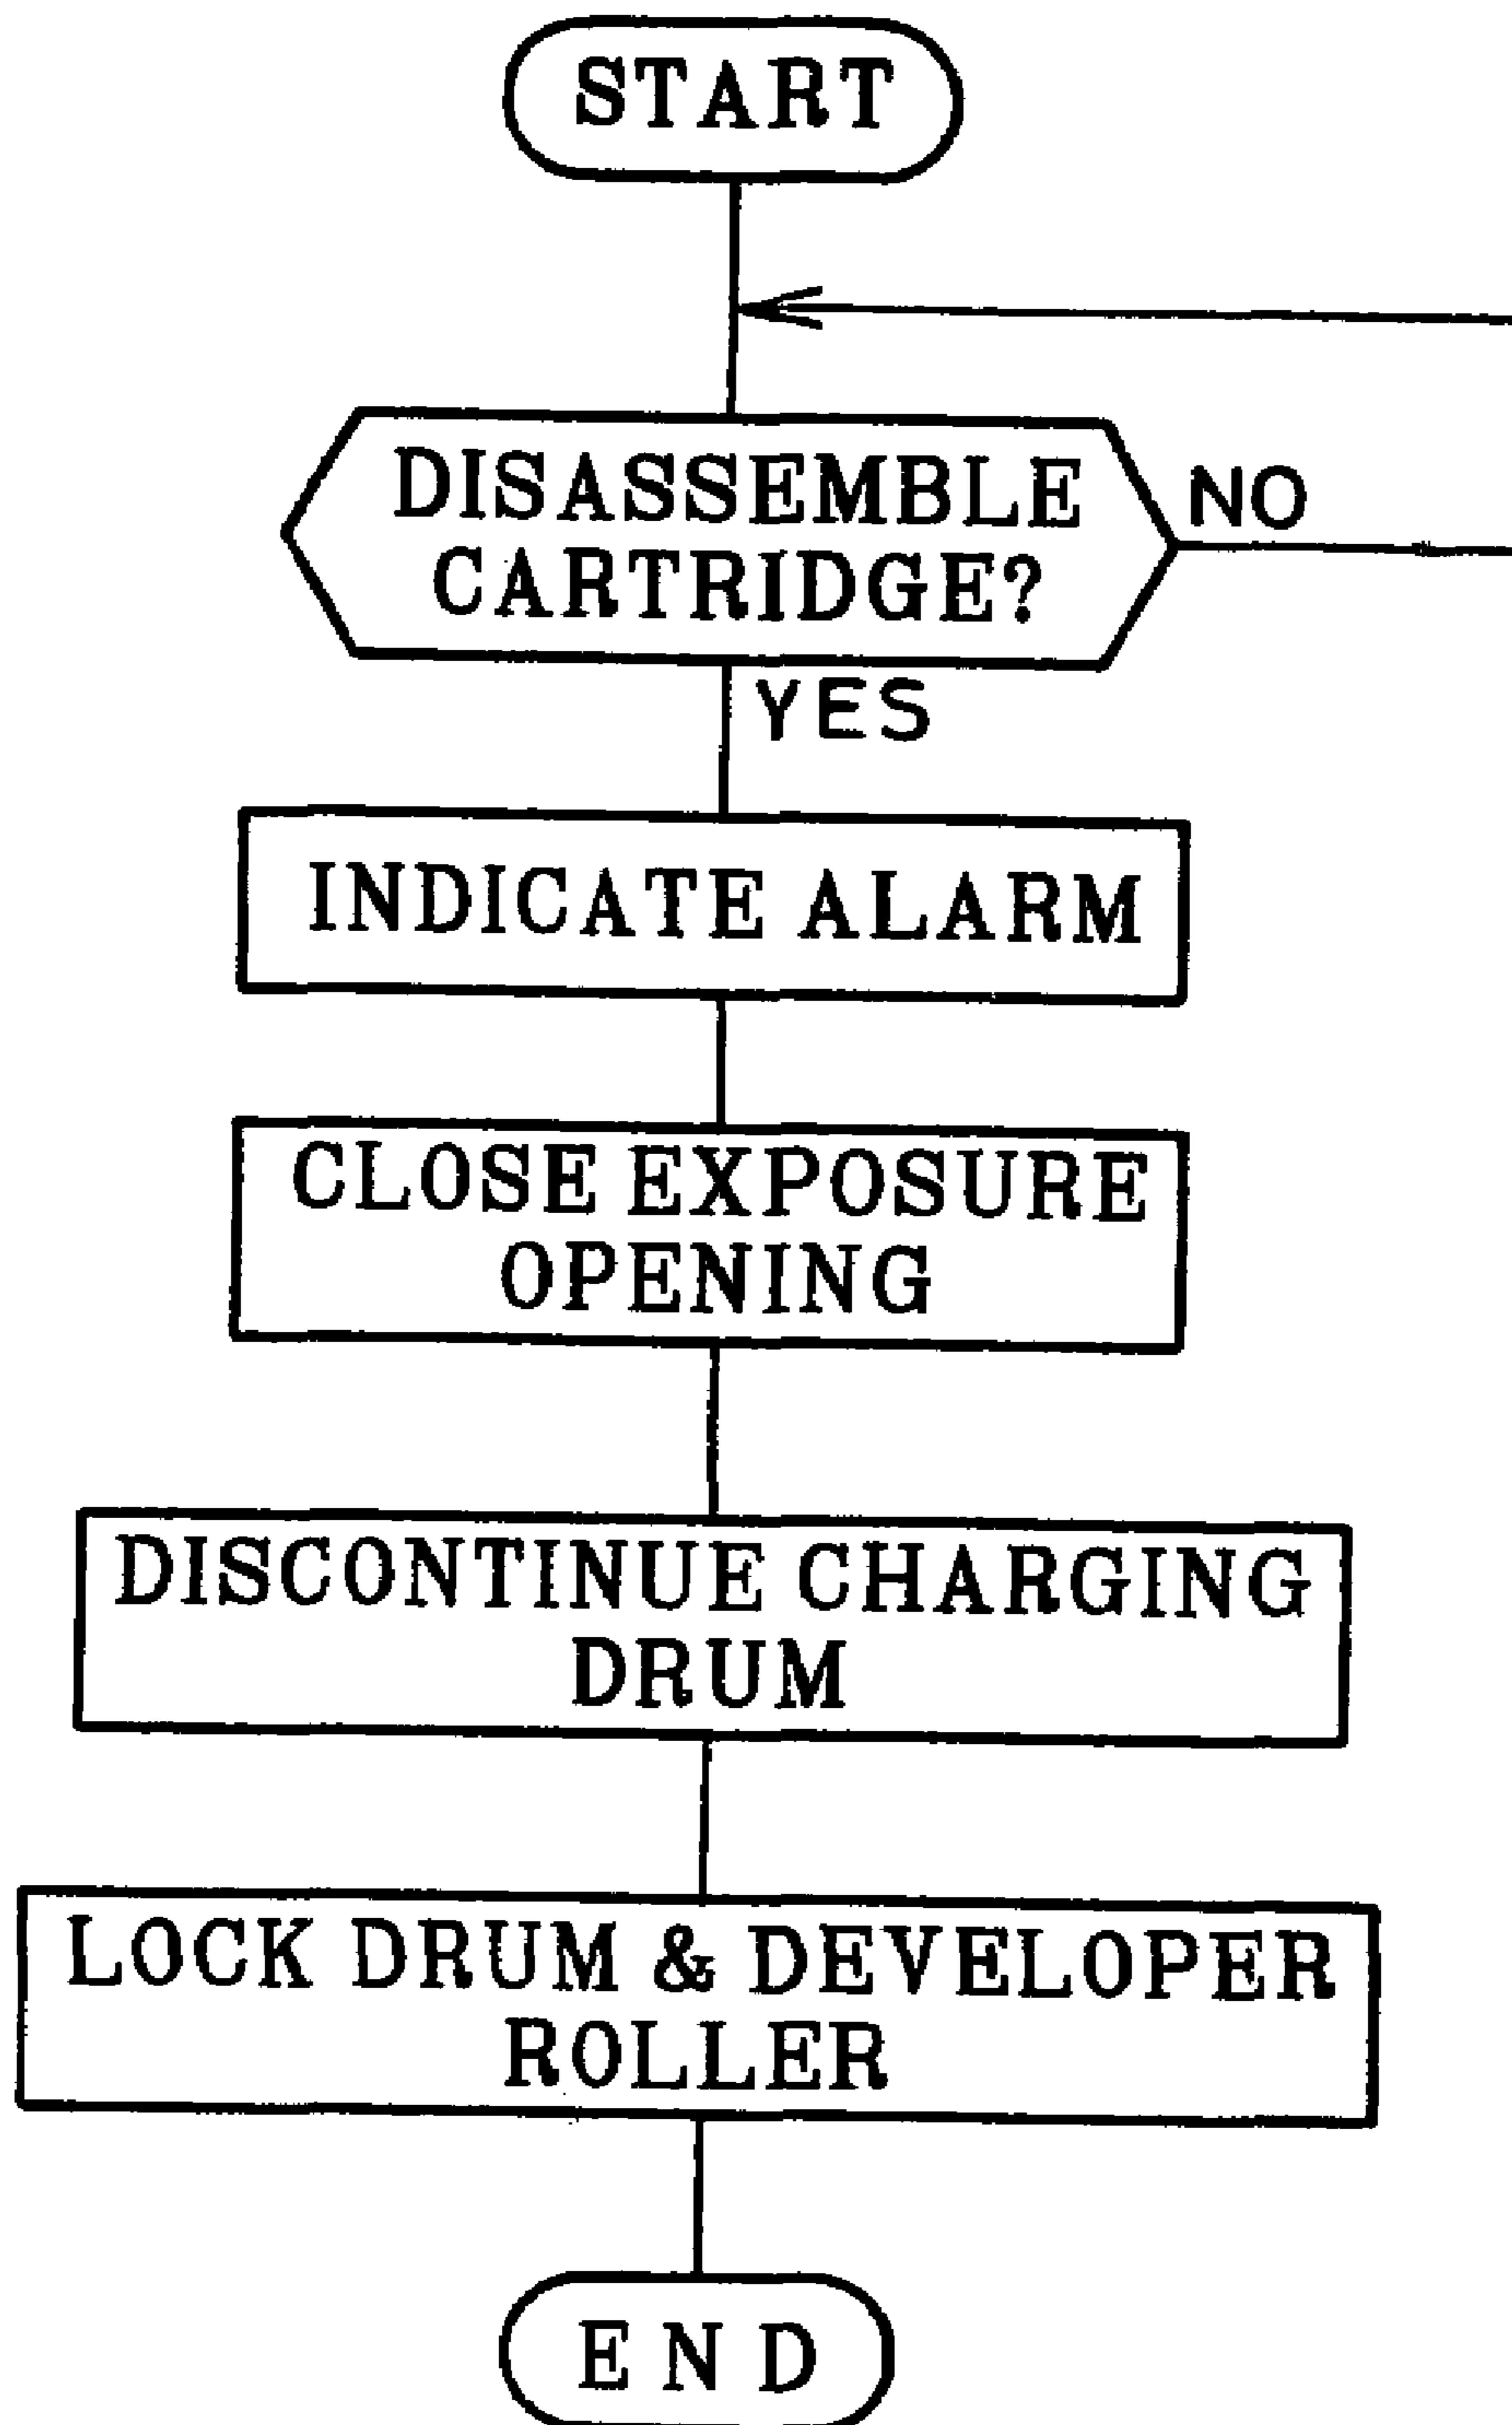 START
DISASSEMBLE
CARTRIDGE?
NO
YES
INDICATE ALARM
CLOSE EXPOSURE
OPENING
DISCONTINUE CHARGING
DRUM
LOCK DRUM & DEVELOPER
ROLLER
END